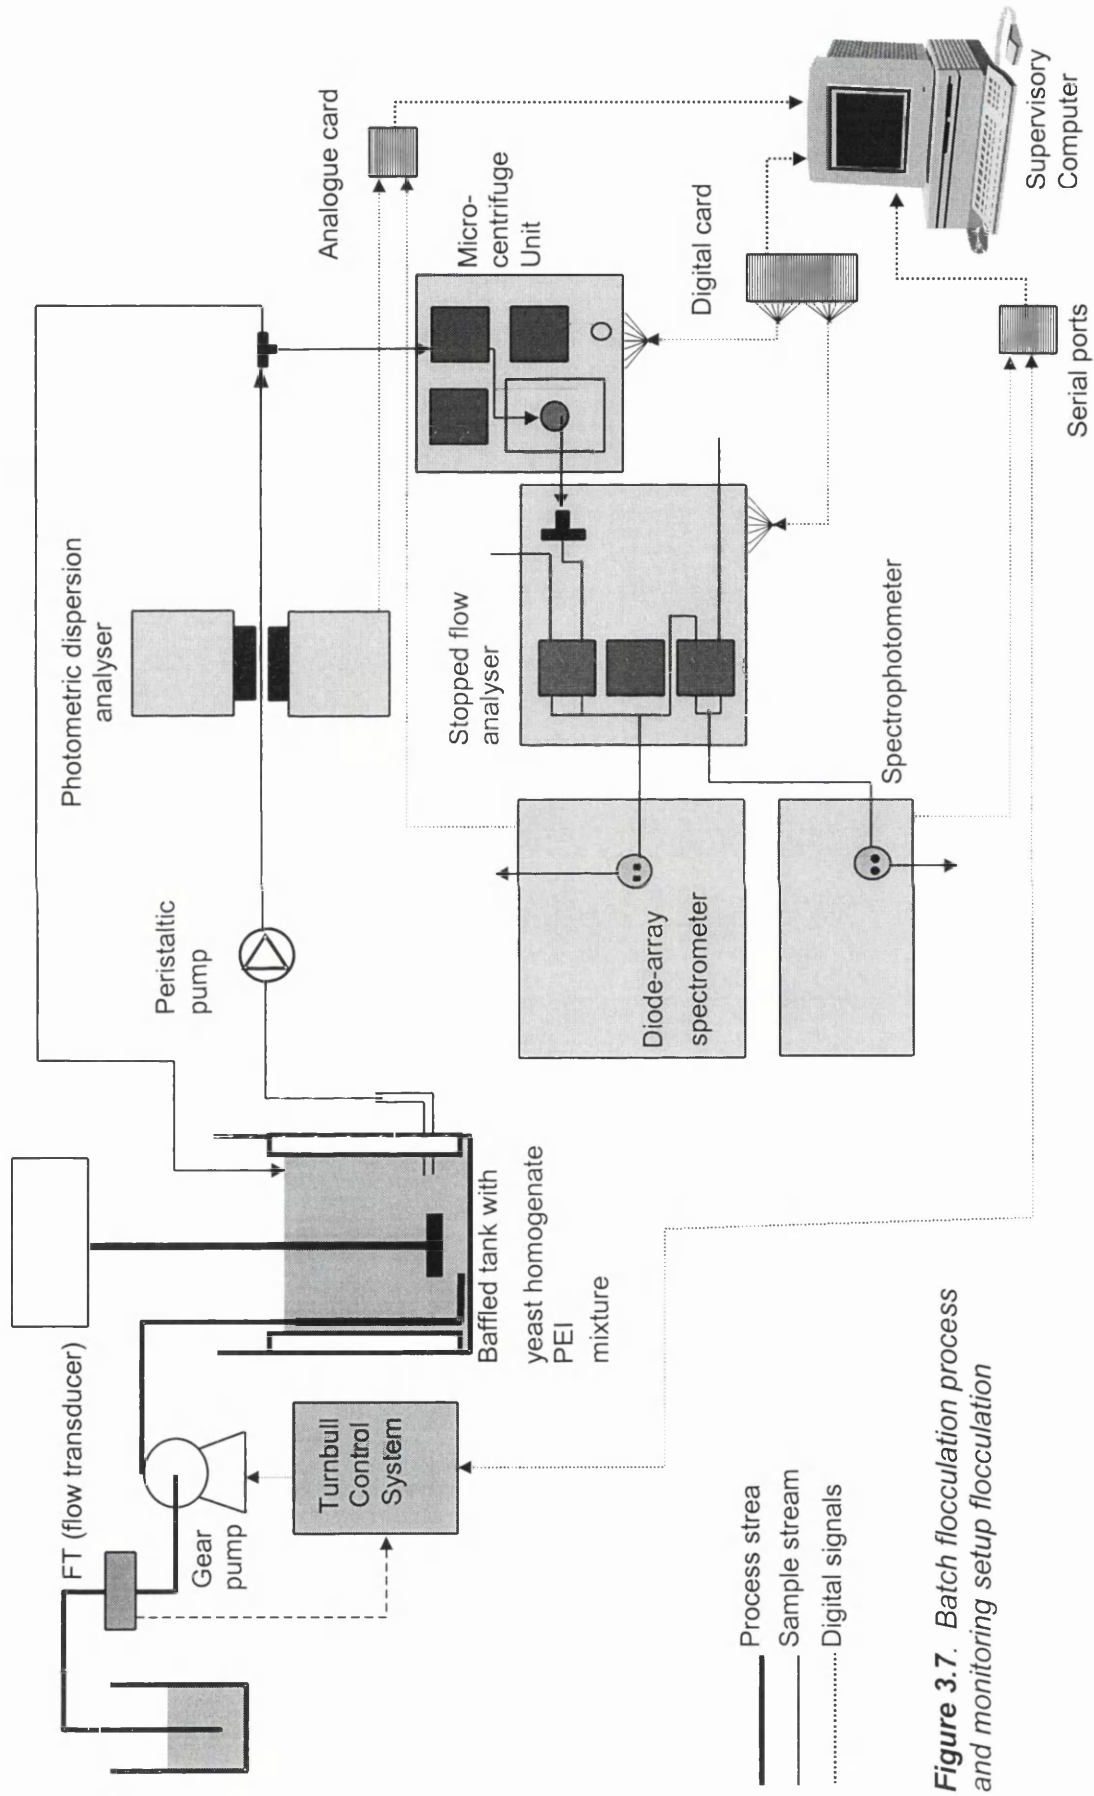 FT (flow transducer)
Gear
pump
Turnbull
Control
System
Baffled tank with
yeast homogenate
PEI
mixture
Peristaltic
pump
Photometric dispersion
analyser
Analogue card
Micro-
centrifuge
Unit
Stopped flow
analyser
Digital card
Diode-array
spectrometer
Spectrophotometer
Serial ports
Supervisory
Computer
Process strea
Sample stream
Digital signals
Figure 3.7. Batch flocculation process
and monitoring setup flocculation